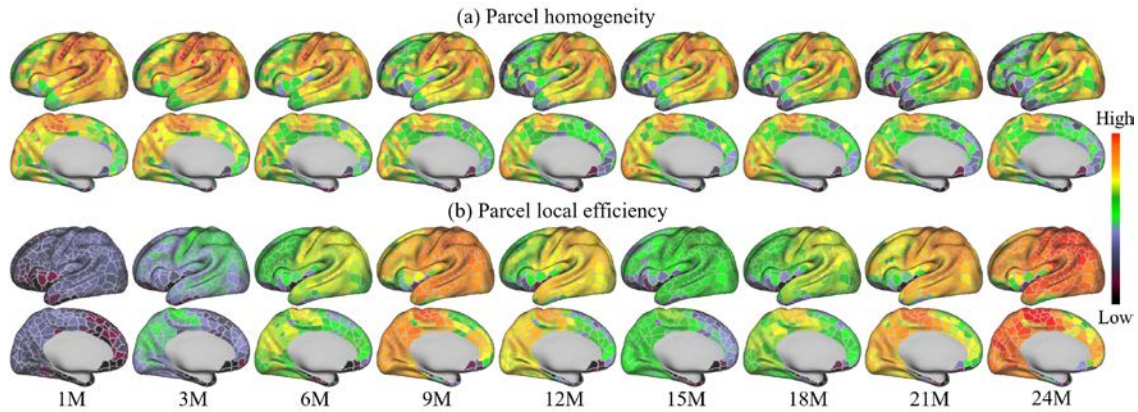 (a) Parcel homogeneity
High
(b) Parcel local efficiency
Low
1M 3M 6M 9M 12M 15M 18M 21M 24M